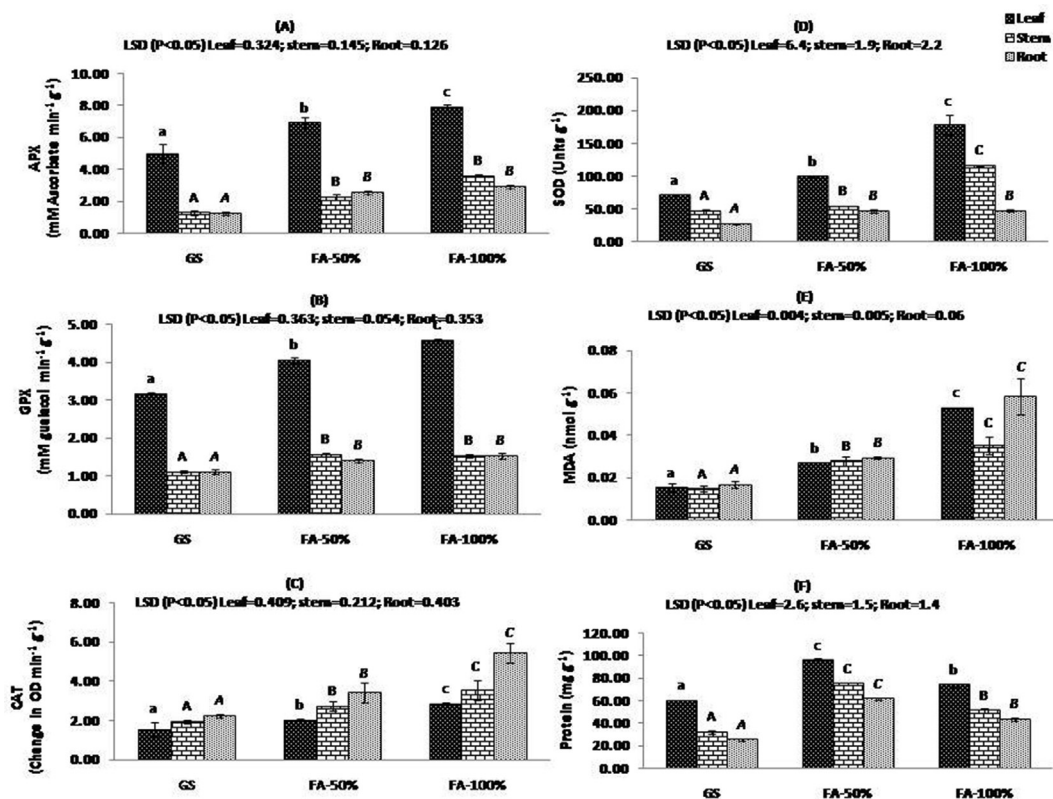 (A)
LSD (P<0.05) Leaf=0.324; stem=0.145; Root=0.126
APX
(mM Ascorbate min⁻¹ g⁻¹)
10.00
8.00
6.00
4.00
2.00
0.00
a
A
A
b
B
B
c
B
B
GS
FA-50%
FA-100%
(D)
LSD (P<0.05) Leaf=6.4; stem=1.9; Root=2.2
Leaf
Stem
Root
SOD (Units g⁻¹)
250.00
200.00
150.00
100.00
50.00
0.00
a
A
A
b
B
B
c
C
B
GS
FA-50%
FA-100%
(B)
LSD (P<0.05) Leaf=0.363; stem=0.054; Root=0.353
GPX
(mM guaiacol min⁻¹ g⁻¹)
5.00
4.00
3.00
2.00
1.00
0.00
a
A
A
b
B
B
c
B
B
GS
FA-50%
FA-100%
(E)
LSD (P<0.05) Leaf=0.004; stem=0.005; Root=0.06
MDA (nmol g⁻¹)
0.08
0.06
0.04
0.02
0.00
a
A
A
b
B
B
c
C
C
GS
FA-50%
FA-100%
(C)
LSD (P<0.05) Leaf=0.409; stem=0.212; Root=0.403
CAT
(Change in OD min⁻¹ g⁻¹)
8.00
6.00
4.00
2.00
0.00
a
A
A
b
B
B
c
C
C
GS
FA-50%
FA-100%
(F)
LSD (P<0.05) Leaf=2.6; stem=1.5; Root=1.4
Protein (mg g⁻¹)
120.00
100.00
80.00
60.00
40.00
20.00
0.00
a
A
A
c
C
C
b
B
B
GS
FA-50%
FA-100%